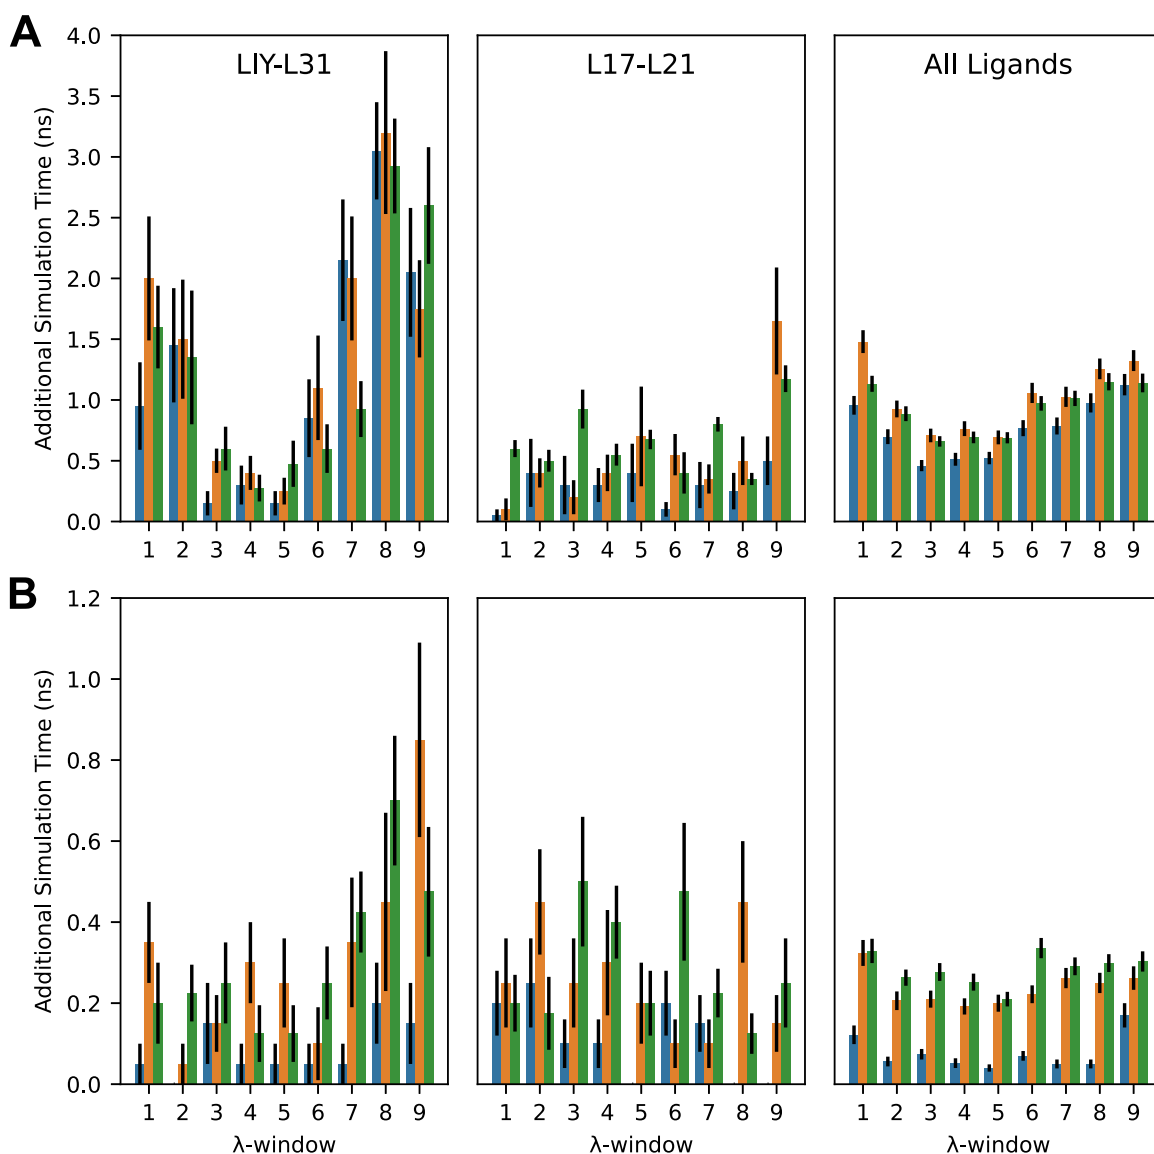 A
LIY-L31
L17-L21
All Ligands
Additional Simulation Time (ns)
4.0
3.5
3.0
2.5
2.0
1.5
1.0
0.5
0.0
1 2 3 4 5 6 7 8 9
1 2 3 4 5 6 7 8 9
1 2 3 4 5 6 7 8 9
B
Additional Simulation Time (ns)
1.2
1.0
0.8
0.6
0.4
0.2
0.0
1 2 3 4 5 6 7 8 9
1 2 3 4 5 6 7 8 9
1 2 3 4 5 6 7 8 9
λ-window
λ-window
λ-window